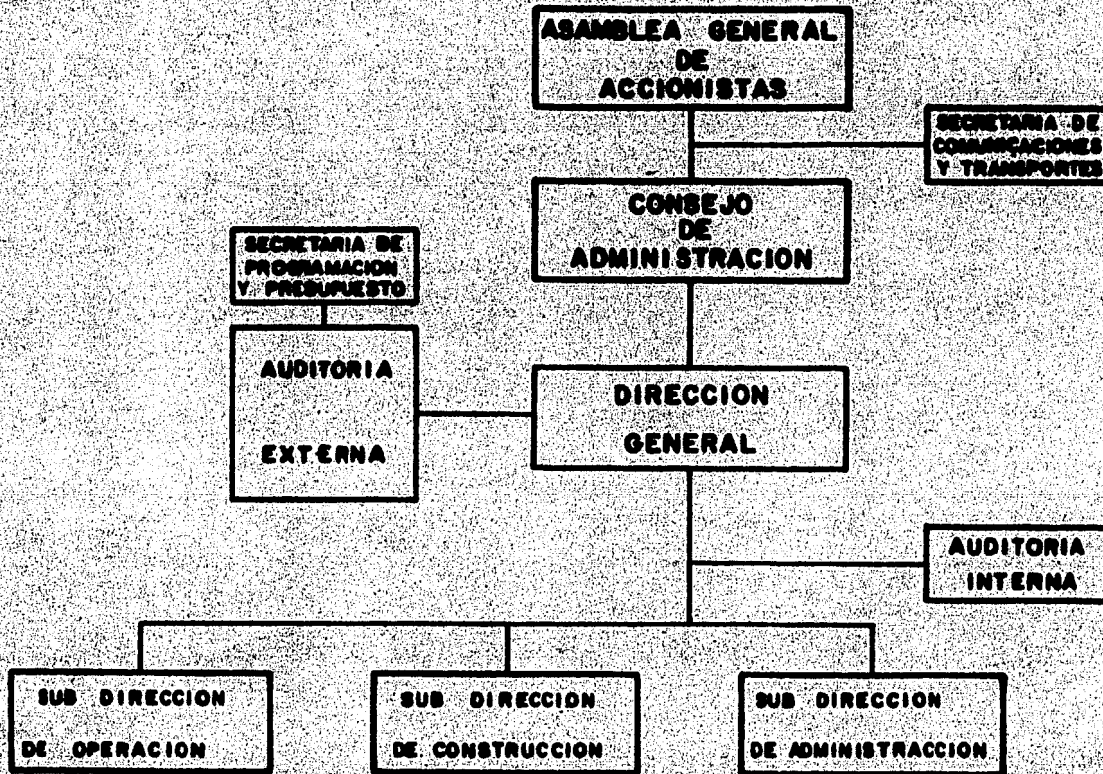 ASAMBLEA GENERAL
DE
ACCIONISTAS
SECRETARIA DE
COMUNICACIONES
Y TRANSPORTES
CONSEJO
DE
ADMINISTRACION
SECRETARIA DE
PROGRAMACION
Y PRESUPUESTO
AUDITORIA
EXTERNA
DIRECCION
GENERAL
AUDITORIA
INTERNA
SUB DIRECCION
DE OPERACION
SUB DIRECCION
DE CONSTRUCCION
SUB DIRECCION
DE ADMINISTRACCION